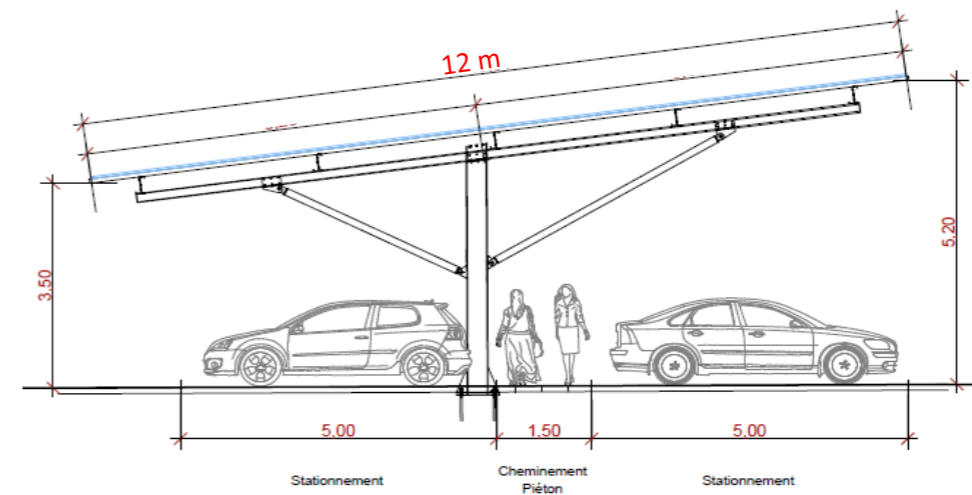 12 m
3,50
5,20
5,00
1,50
5,00
Stationnement
Cheminement
Piéton
Stationnement